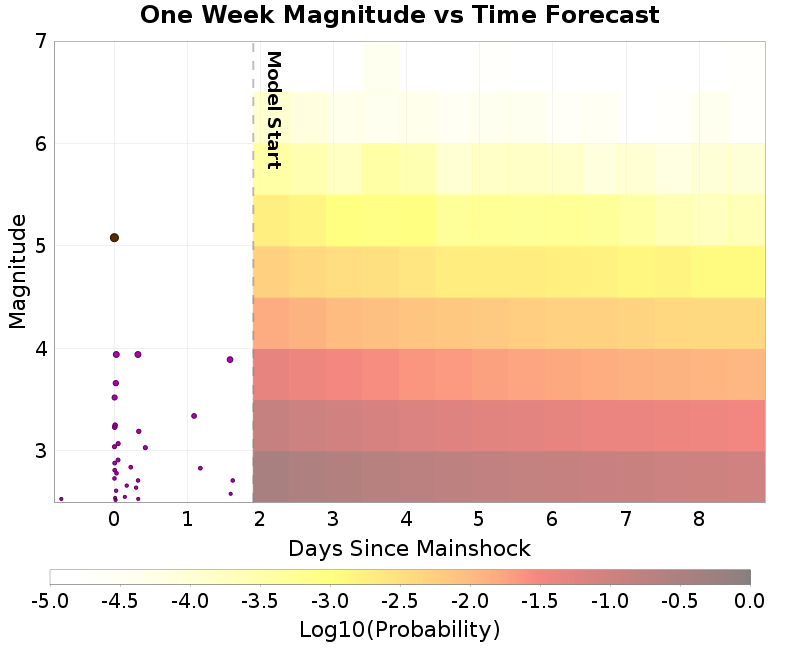 One Week Magnitude vs Time Forecast
7
6
5
4
3
Magnitude
Model Start
0 1 2 3 4 5 6 7 8
Days Since Mainshock
-5.0 -4.5 -4.0 -3.5 -3.0 -2.5 -2.0 -1.5 -1.0 -0.5 0.0
Log10(Probability)